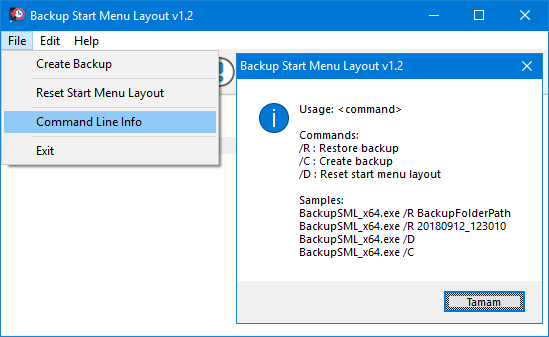 Backup Start Menu Layout v1.2
File Edit Help
Create Backup
Reset Start Menu Layout
Command Line Info
Exit
Backup Start Menu Layout v1.2
Usage: <command>
Commands:
/R : Restore backup
/C : Create backup
/D : Reset start menu layout
Samples:
BackupSML_x64.exe /R BackupFolderPath
BackupSML_x64.exe /R 20180912_123010
BackupSML_x64.exe /D
BackupSML_x64.exe /C
Tamam